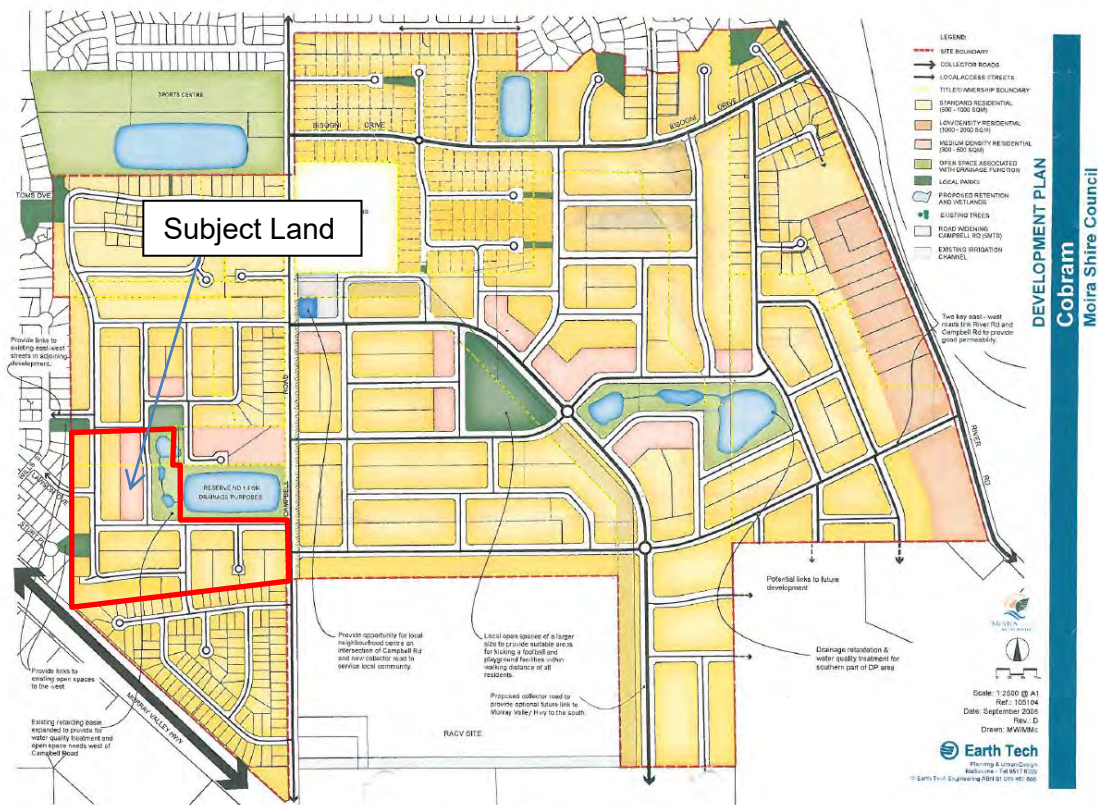 SPORTS CENTRE
BISOGNI DRIVE
BISOGNI DRIVE
TOMS DVE
Subject Land
Provide links to
existing east-west
streets in adjoining
development.
ROAD
CAMPBELL
RESERVE NO 1 FOR
DRAINAGE PURPOSES
Two key east - west
roads link River Rd and
Campbell Rd to provide
good permeability.
RIVER
RD
Provide links to
existing open spaces
to the west
Existing retarding basin
expanded to provide for
water quality treatment and
open space needs west of
Campbell Road
MURRAY VALLEY HWY
Provide opportunity for local
neighbourhood centre on
intersection of Campbell Rd
and new collector road to
service local community.
Local open spaces of a larger
size to provide suitable areas
for kicking a football and
playground facilities within
walking distance of all
residents.
Proposed collector road to
provide optional future link to
Murray Valley Hwy to the south.
RACV SITE
Potential links to future
development
Drainage retardation &
water quality treatment for
southern part of DP area
LEGEND:
SITE BOUNDARY
COLLECTOR ROADS
LOCAL ACCESS STREETS
TITLE/OWNERSHIP BOUNDARY
STANDARD RESIDENTIAL
(500 - 1000 SQM)
LOW DENSITY RESIDENTIAL
(1000 - 2000 SQM)
MEDIUM DENSITY RESIDENTIAL
(300 - 500 SQM)
OPEN SPACE ASSOCIATED
WITH DRAINAGE FUNCTION
LOCAL PARKS
PROPOSED RETENTION
AND WETLANDS
EXISTING TREES
ROAD WIDENING
CAMPBELL RD (5MTS)
EXISTING IRRIGATION
CHANNEL
DEVELOPMENT PLAN
Cobram
Moira Shire Council
Scale: 1:2500 @ A1
Ref.: 105104
Date: September 2006
Rev.: D
Drawn: MW/MMc
Earth Tech
Planning & Urban Design